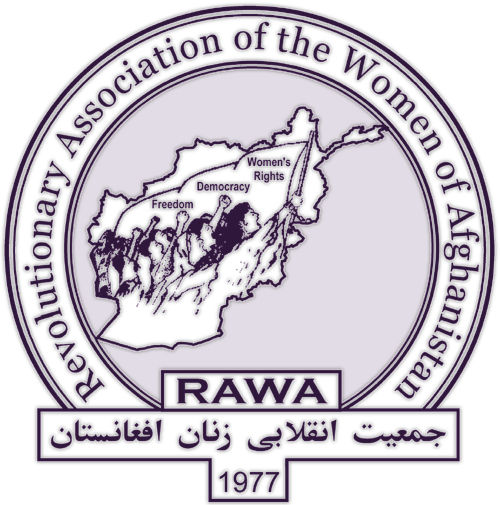 Revolutionary Association of the Women of Afghanistan
Women's
Rights
Democracy
Freedom
RAWA
جمعیت انقلابی زنان افغانستان
1977